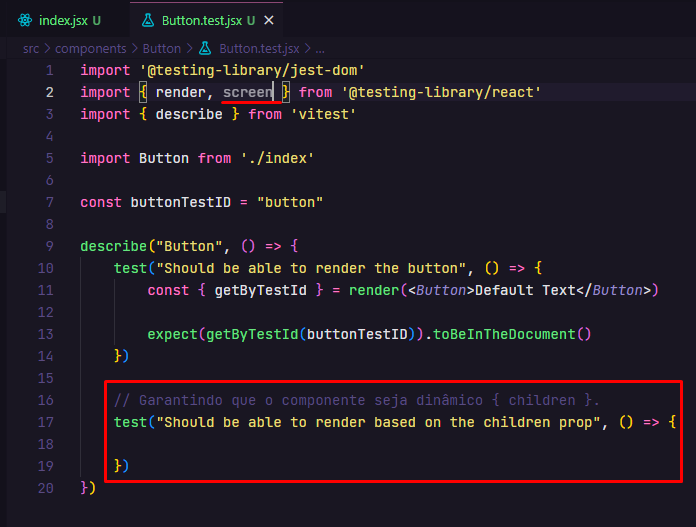 index.jsx U
Button.test.jsx U ×
src > components > Button > Button.test.jsx > ...
1 import '@testing-library/jest-dom'
2 import { render, screen } from '@testing-library/react'
3 import { describe } from 'vitest'
4
5 import Button from './index'
6
7 const buttonTestID = "button"
8
9 describe("Button", () => {
10 test("Should be able to render the button", () => {
11 const { getByTestId } = render(<Button>Default Text</Button>)
12
13 expect(getByTestId(buttonTestID)).toBeInTheDocument()
14 })
15
16 // Garantindo que o componente seja dinâmico { children }.
17 test("Should be able to render based on the children prop", () => {
18
19 })
20 })